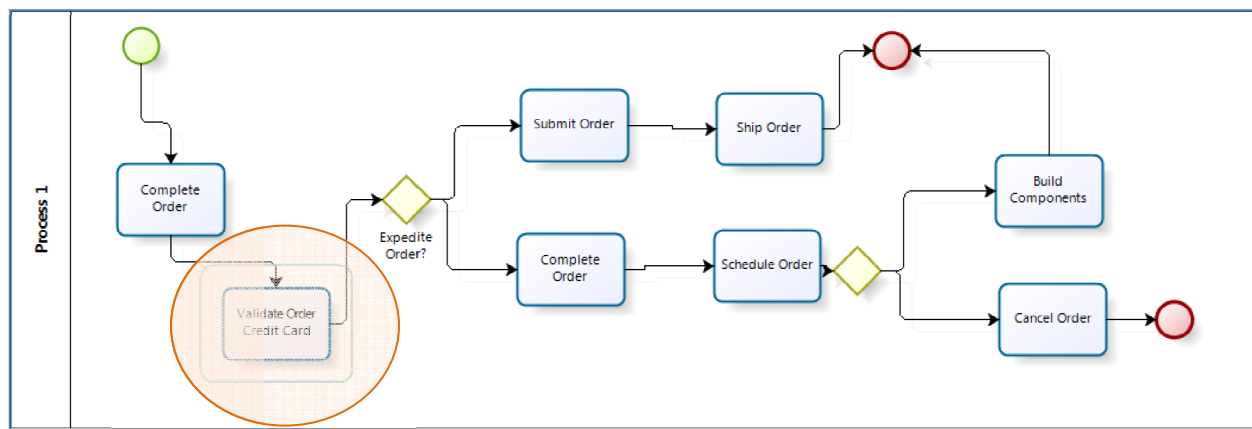 Process 1
Complete
Order
Validate Order
Credit Card
Expedite
Order?
Submit Order
Ship Order
Complete
Order
Schedule Order
Build
Components
Cancel Order